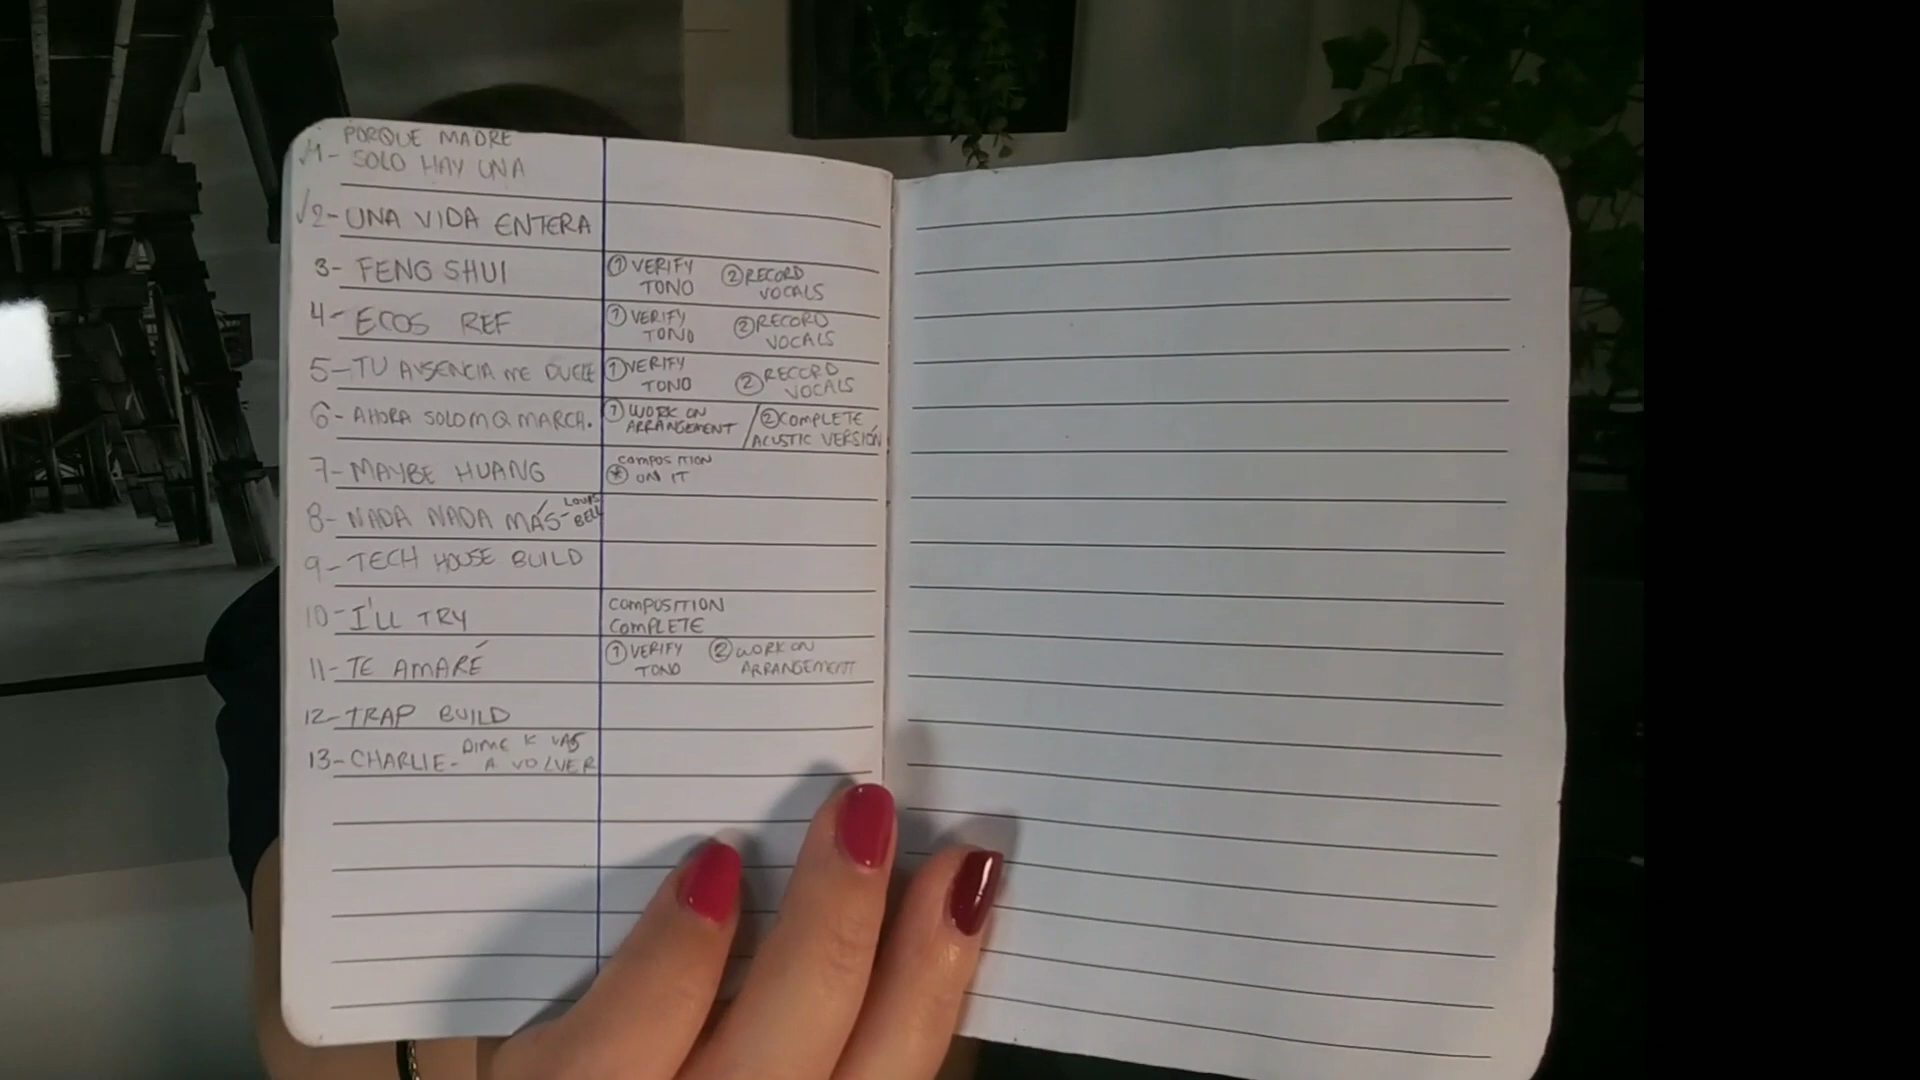 PORQUE MADRE
√1- SOLO HAY UNA
√2- UNA VIDA ENTERA
3- FENG SHUI ① VERIFY TONO ② RECORD VOCALS
4- ECOS REF ① VERIFY TONO ② RECORD VOCALS
5- TU AUSENCIA ME DUELE ① VERIFY TONO ② RECORD VOCALS
6- AHORA SOLO MQ MARCH. ① WORK ON ARRANGEMENT / ② COMPLETE ACUSTIC VERSIÓN
7- MAYBE HUANG ⊛ COMPOSITION ON IT
8- NADA NADA MÁS - LOUIS BELL
9- TECH HOUSE BUILD
10- I'LL TRY COMPOSITION COMPLETE
11- TE AMARÉ ① VERIFY TONO ② WORK ON ARRANGEMENT
12- TRAP BUILD
13- CHARLIE - DIME K VAS A VOLVER